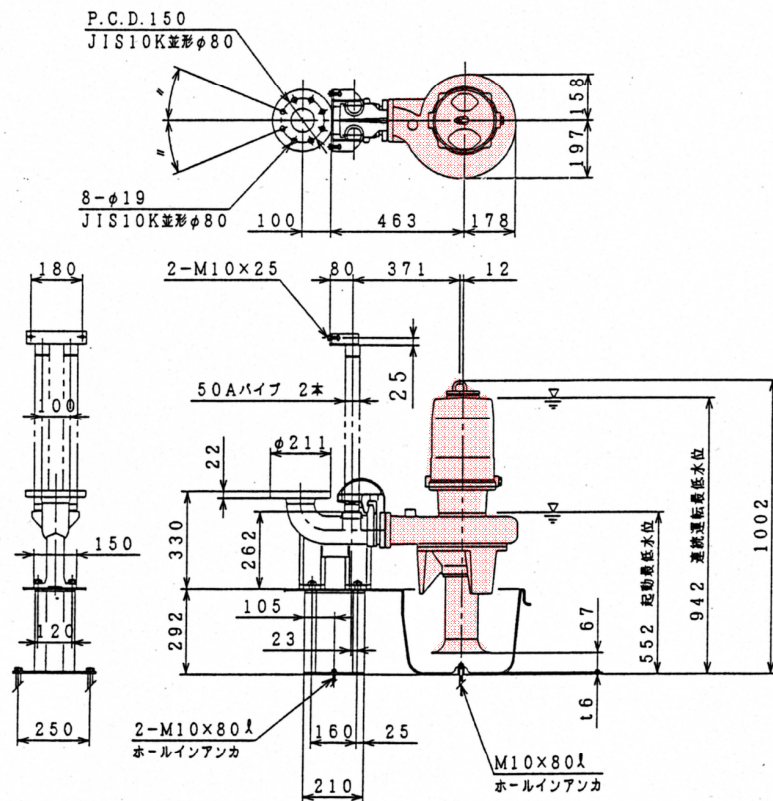 P.C.D.150
JIS10K並形φ80
〃
〃
158
197
8-φ19
JIS10K並形φ80
100
463
178
180
2-M10×25
80
371
12
25
50Aパイプ 2本
100
φ211
22
330
262
150
105
292
23
120
250
2-M10×80ℓ
ホールインアンカ
160
25
210
M10×80ℓ
ホールインアンカ
67
t6
552 起動最低水位
942 連続運転最低水位
1002